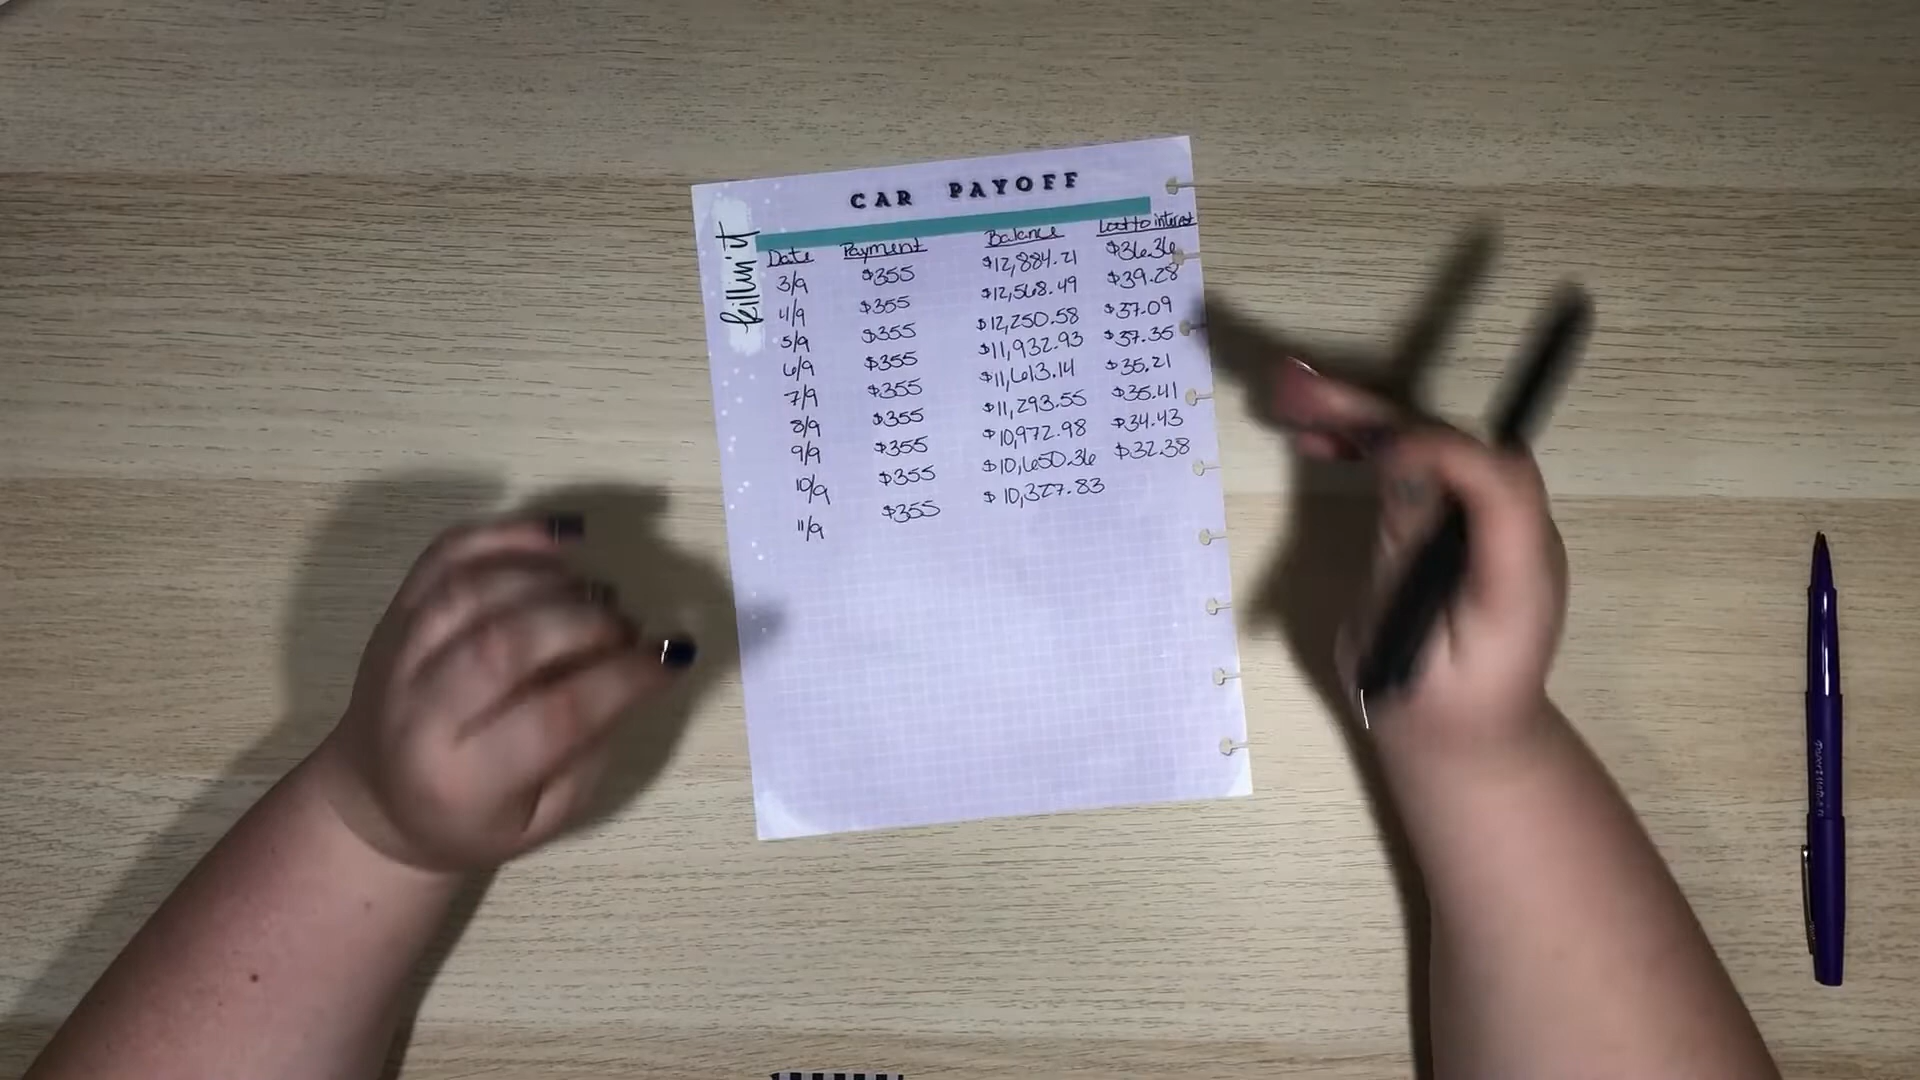 CAR PAYOFF
killin' it
Date Payment Balance Lost to interest
3/9 $355 $12,884.21 $36.36
4/9 $355 $12,568.49 $39.28
5/9 $355 $12,250.58 $37.09
6/9 $355 $11,932.93 $37.35
7/9 $355 $11,613.14 $35.21
8/9 $355 $11,293.55 $35.41
9/9 $355 $10,972.98 $34.43
10/9 $355 $10,650.36 $32.38
11/9 $355 $10,327.83